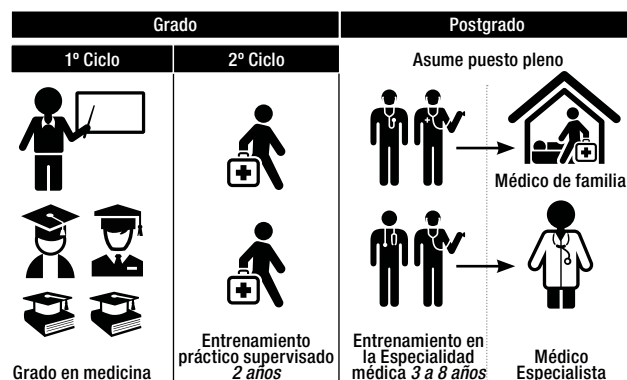 Grado
Postgrado
1º Ciclo
2º Ciclo
Asume puesto pleno
Médico de familia
Grado en medicina
Entrenamiento
práctico supervisado
2 años
Entrenamiento en
la Especialidad
médica 3 a 8 años
Médico
Especialista